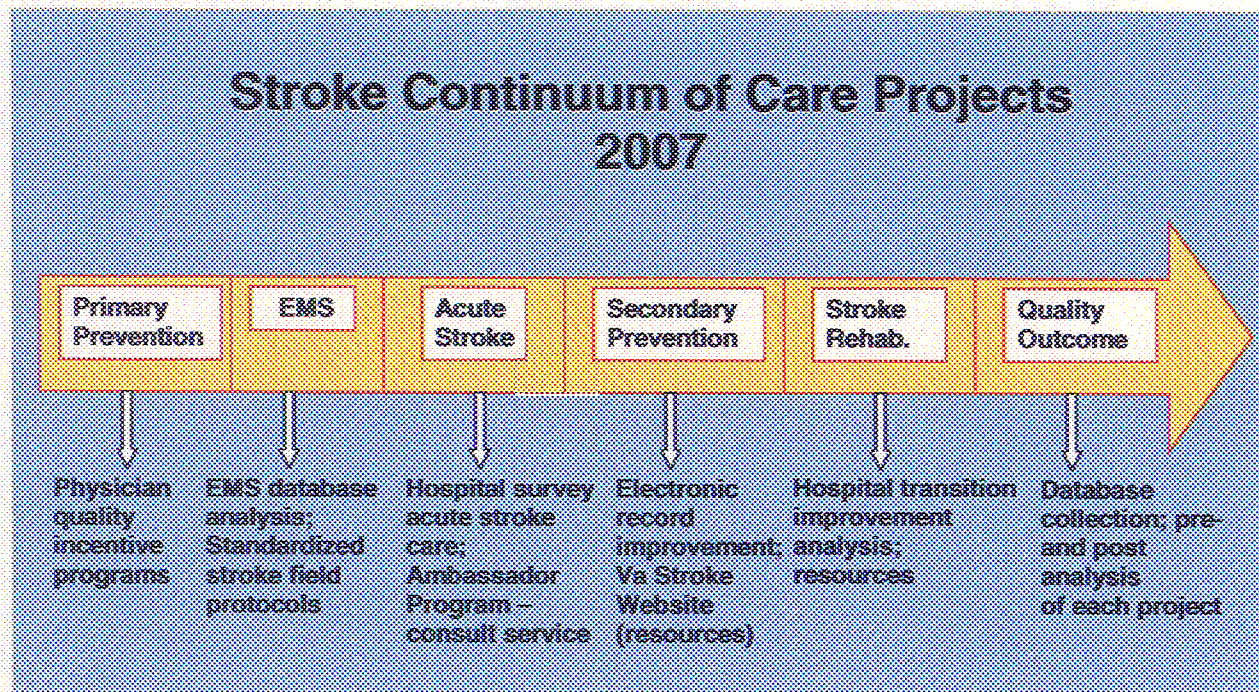 Stroke Continuum of Care Projects
2007
Primary
Prevention
EMS
Acute
Stroke
Secondary
Prevention
Stroke
Rehab.
Quality
Outcome
Physician
quality
incentive
programs
EMS database
analysis;
Standardized
stroke field
protocols
Hospital survey
acute stroke
care;
Ambassador
Program –
consult service
Electronic
record
improvement;
Va Stroke
Website
(resources)
Hospital transition
improvement
analysis;
resources
Database
collection; pre-
and post
analysis
of each project